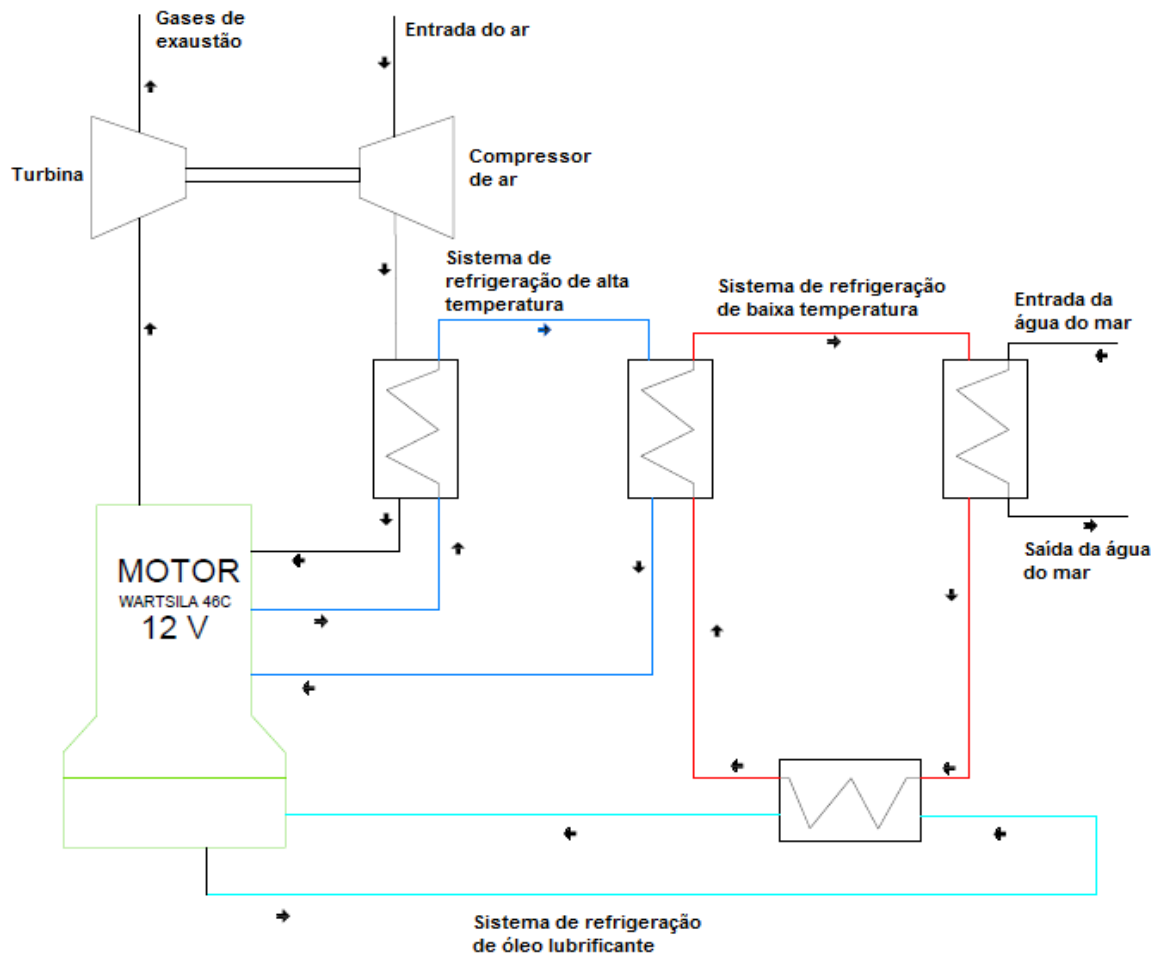 Gases de
exaustão
Entrada do ar
Turbina
Compressor
de ar
Sistema de
refrigeração de alta
temperatura
Sistema de refrigeração
de baixa temperatura
Entrada da
água do mar
MOTOR
WARTSILA 46C
12 V
Saída da água
do mar
Sistema de refrigeração
de óleo lubrificante